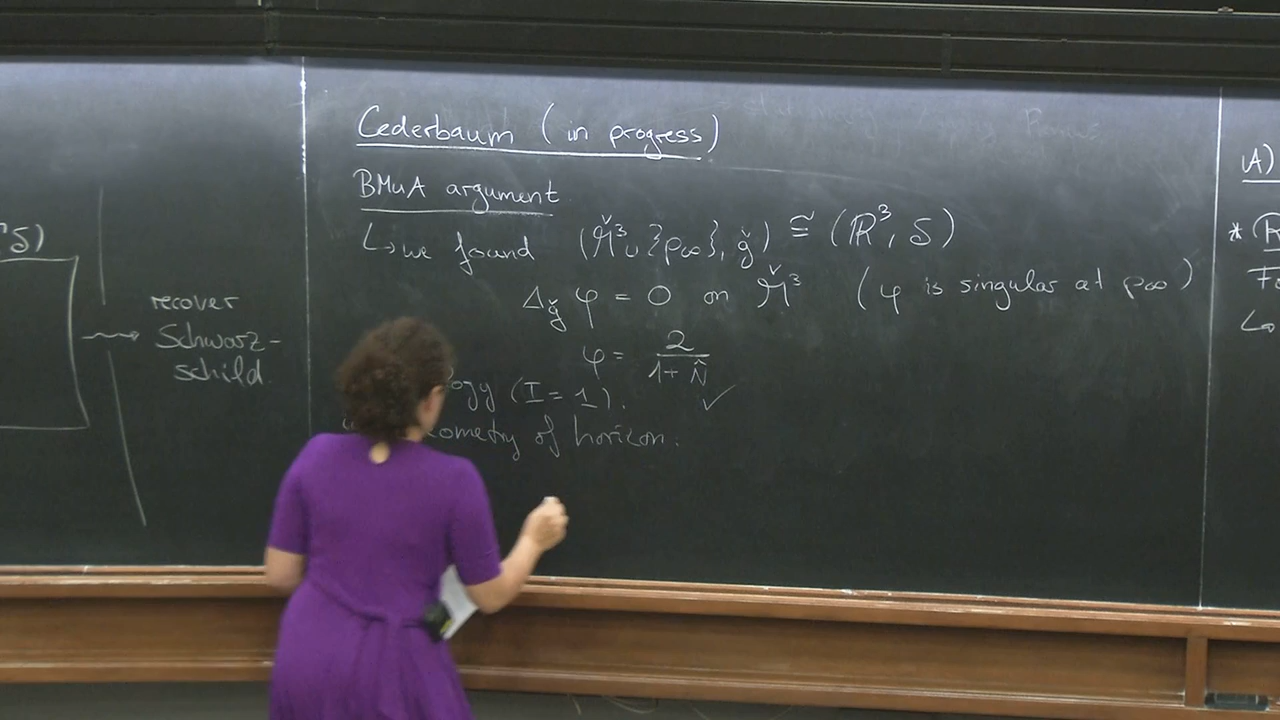 δ)
recover
Schwarz-
schild
Cederbaum (in progress)
BMuA argument
↳ we found (M̌³ ∪ {p∞}, ǧ) ≅ (ℝ³, δ)
Δ_ǧ φ = 0 on M̌³ (φ is singular at p∞)
φ = 2/(1+N̂) ✓
ogy (I = 1).
ometry of horizon.
A)
*